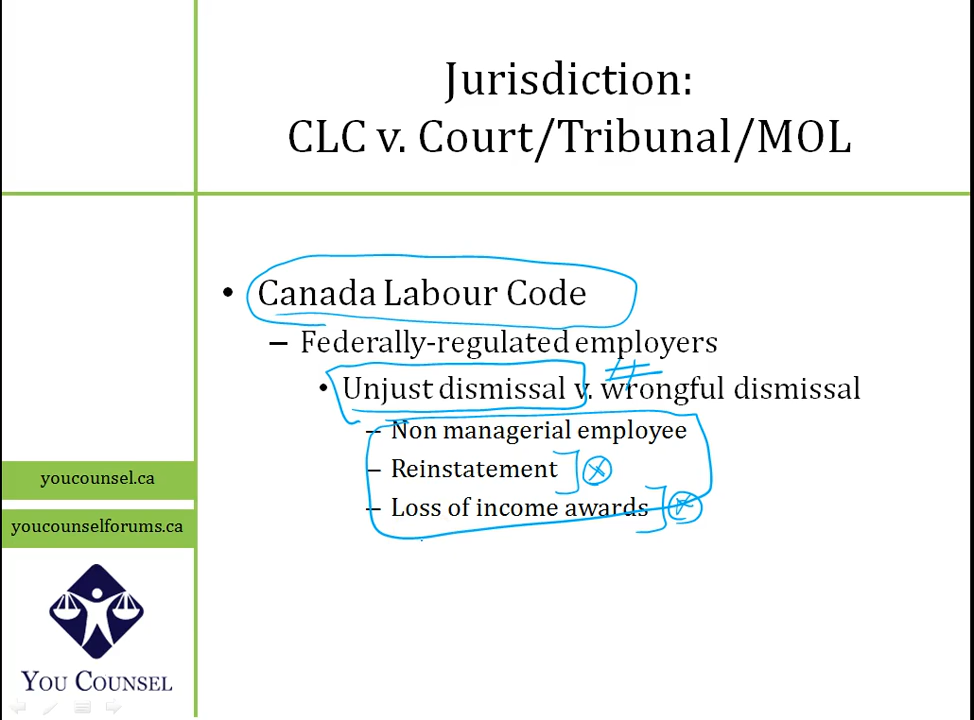 Jurisdiction:
CLC v. Court/Tribunal/MOL
• Canada Labour Code
– Federally-regulated employers
• Unjust dismissal v. wrongful dismissal
– Non managerial employee
– Reinstatement
– Loss of income awards
youcounsel.ca
youcounselforums.ca
YOU COUNSEL